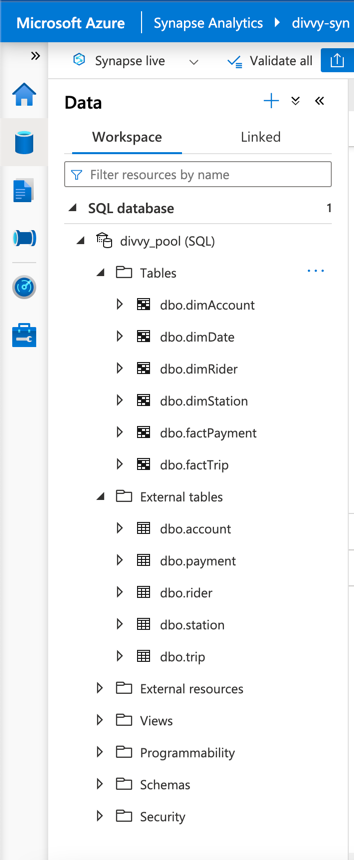 Microsoft Azure Synapse Analytics divvy-syn
Synapse live Validate all
Data
Workspace Linked
Filter resources by name
SQL database 1
divvy_pool (SQL)
Tables
dbo.dimAccount
dbo.dimDate
dbo.dimRider
dbo.dimStation
dbo.factPayment
dbo.factTrip
External tables
dbo.account
dbo.payment
dbo.rider
dbo.station
dbo.trip
External resources
Views
Programmability
Schemas
Security